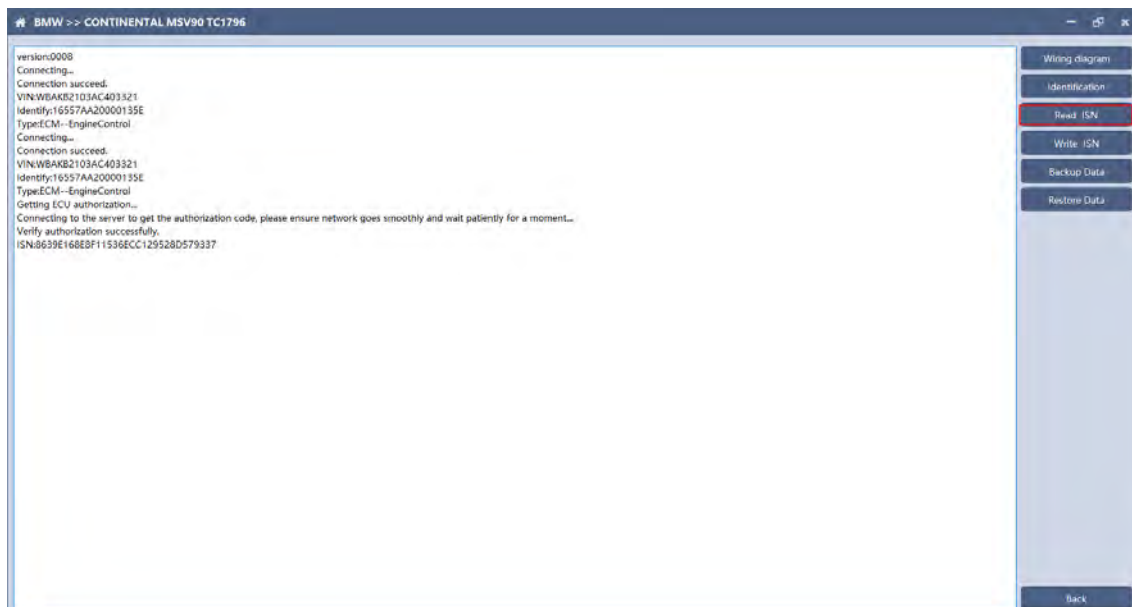 BMW >> CONTINENTAL MSV90 TC1796
version:0008
Connecting...
Connection succeed.
VIN:WBAKB2103AC403321
Identify:16557AA20000135E
Type:ECM--EngineControl
Connecting...
Connection succeed.
VIN:WBAKB2103AC403321
Identify:16557AA20000135E
Type:ECM--EngineControl
Getting ECU authorization...
Connecting to the server to get the authorization code, please ensure network goes smoothly and wait patiently for a moment...
Verify authorization successfully.
ISN:8639E168EBF11536ECC129528D579337
Wiring diagram
Identification
Read ISN
Write ISN
Backup Data
Restore Data
Back